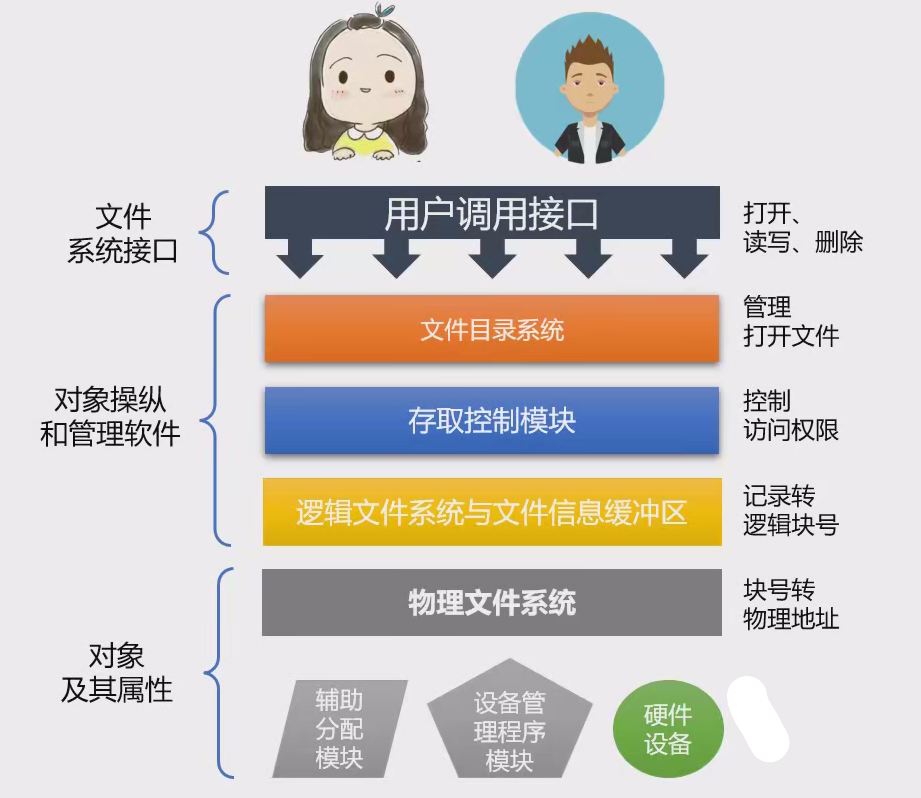 文件
系统接口
用户调用接口
打开、
读写、删除
对象操纵
和管理软件
文件目录系统
管理
打开文件
存取控制模块
控制
访问权限
逻辑文件系统与文件信息缓冲区
记录转
逻辑块号
对象
及其属性
物理文件系统
块号转
物理地址
辅助
分配
模块
设备管
理程序
模块
硬件
设备